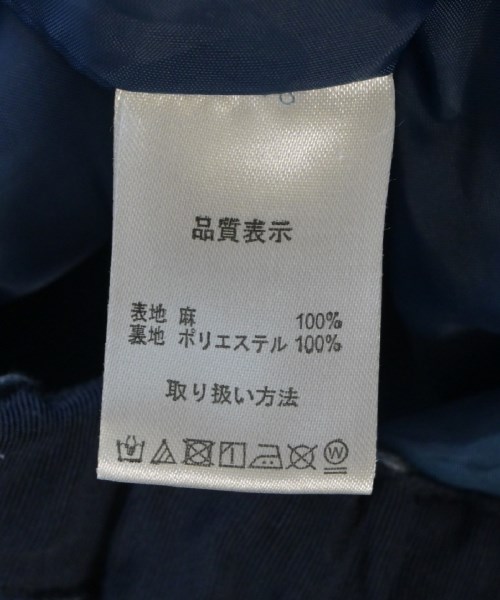 品質表示
表地 麻 100%
裏地 ポリエステル 100%
取り扱い方法
W